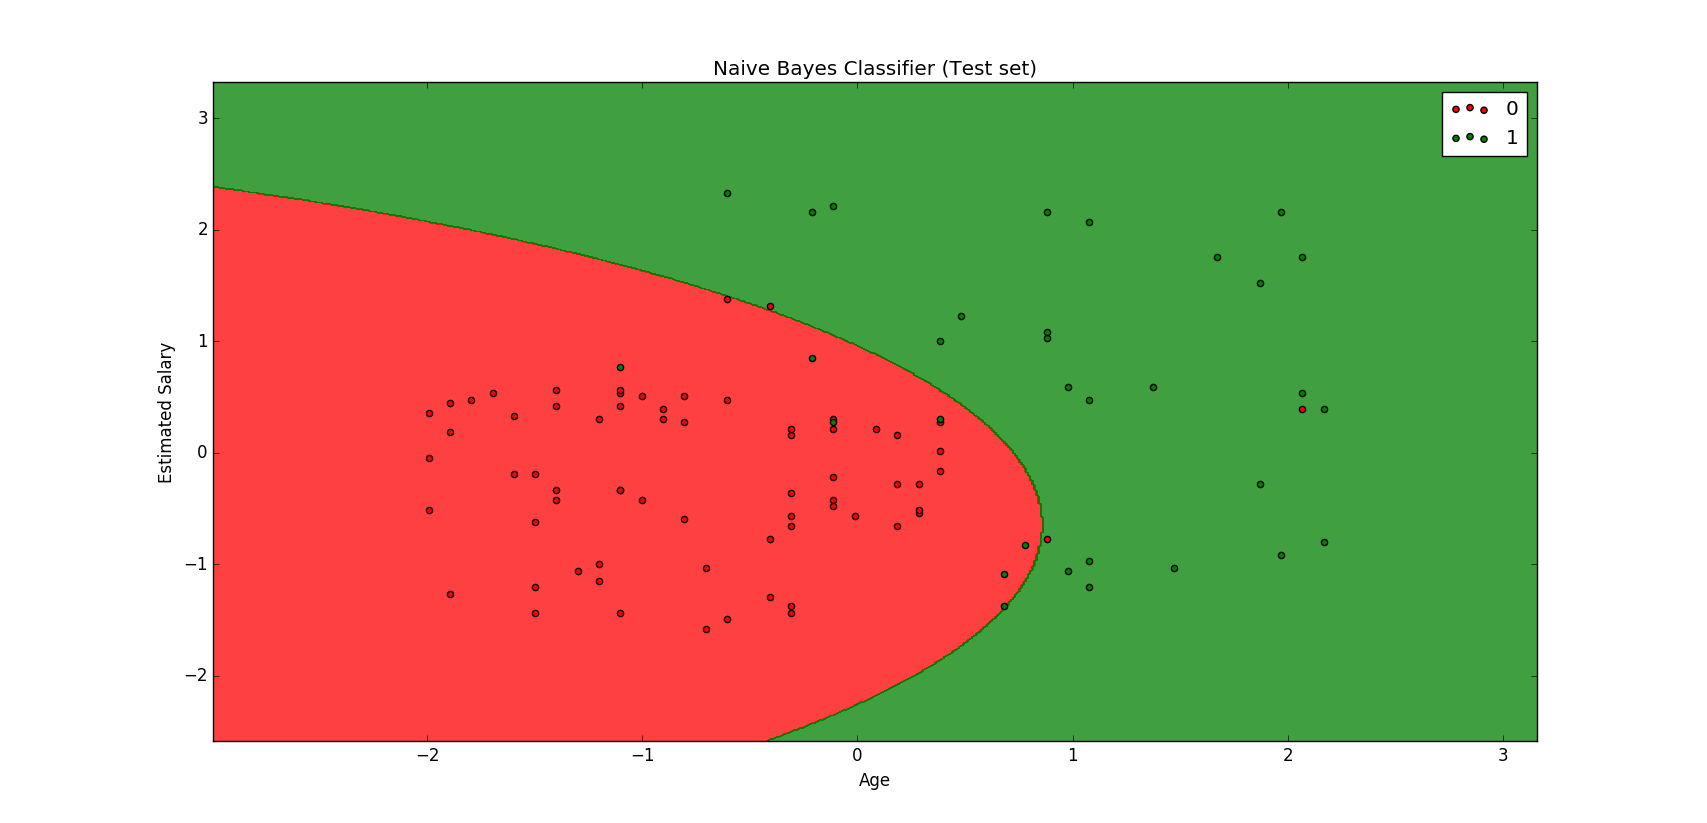 Naive Bayes Classifier (Test set)
0
1
3
2
1
0
−1
−2
Estimated Salary
−2 −1 0 1 2 3
Age